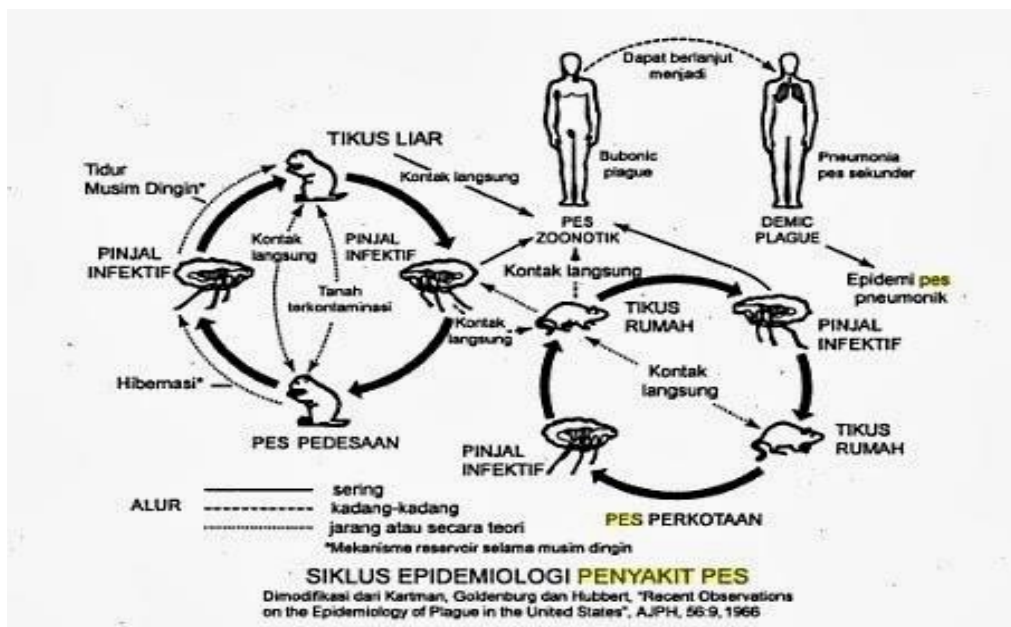 Dapat berlanjut
menjadi
TIKUS LIAR
Tidur
Musim Dingin*
Kontak langsung
Bubonic
plague
Pneumonia
pes sekunder
PES
ZOONOTIK
DEMIC
PLAGUE
PINJAL
INFEKTIF
Kontak
langsung
PINJAL
INFEKTIF
Kontak langsung
Epidemi pes
pneumonik
Tanah
terkontaminasi
TIKUS
RUMAH
Kontak
langsung
PINJAL
INFEKTIF
Kontak
langsung
Hibernasi*
PES PEDESAAN
PINJAL
INFEKTIF
TIKUS
RUMAH
ALUR
sering
kadang-kadang
jarang atau secara teori
*Mekanisme reservoir selama musim dingin
PES PERKOTAAN
SIKLUS EPIDEMIOLOGI PENYAKIT PES
Dimodifikasi dari Kartman, Goldenburg dan Hubbert, "Recent Observations
on the Epidemiology of Plague in the United States", AJPH, 56:9, 1966